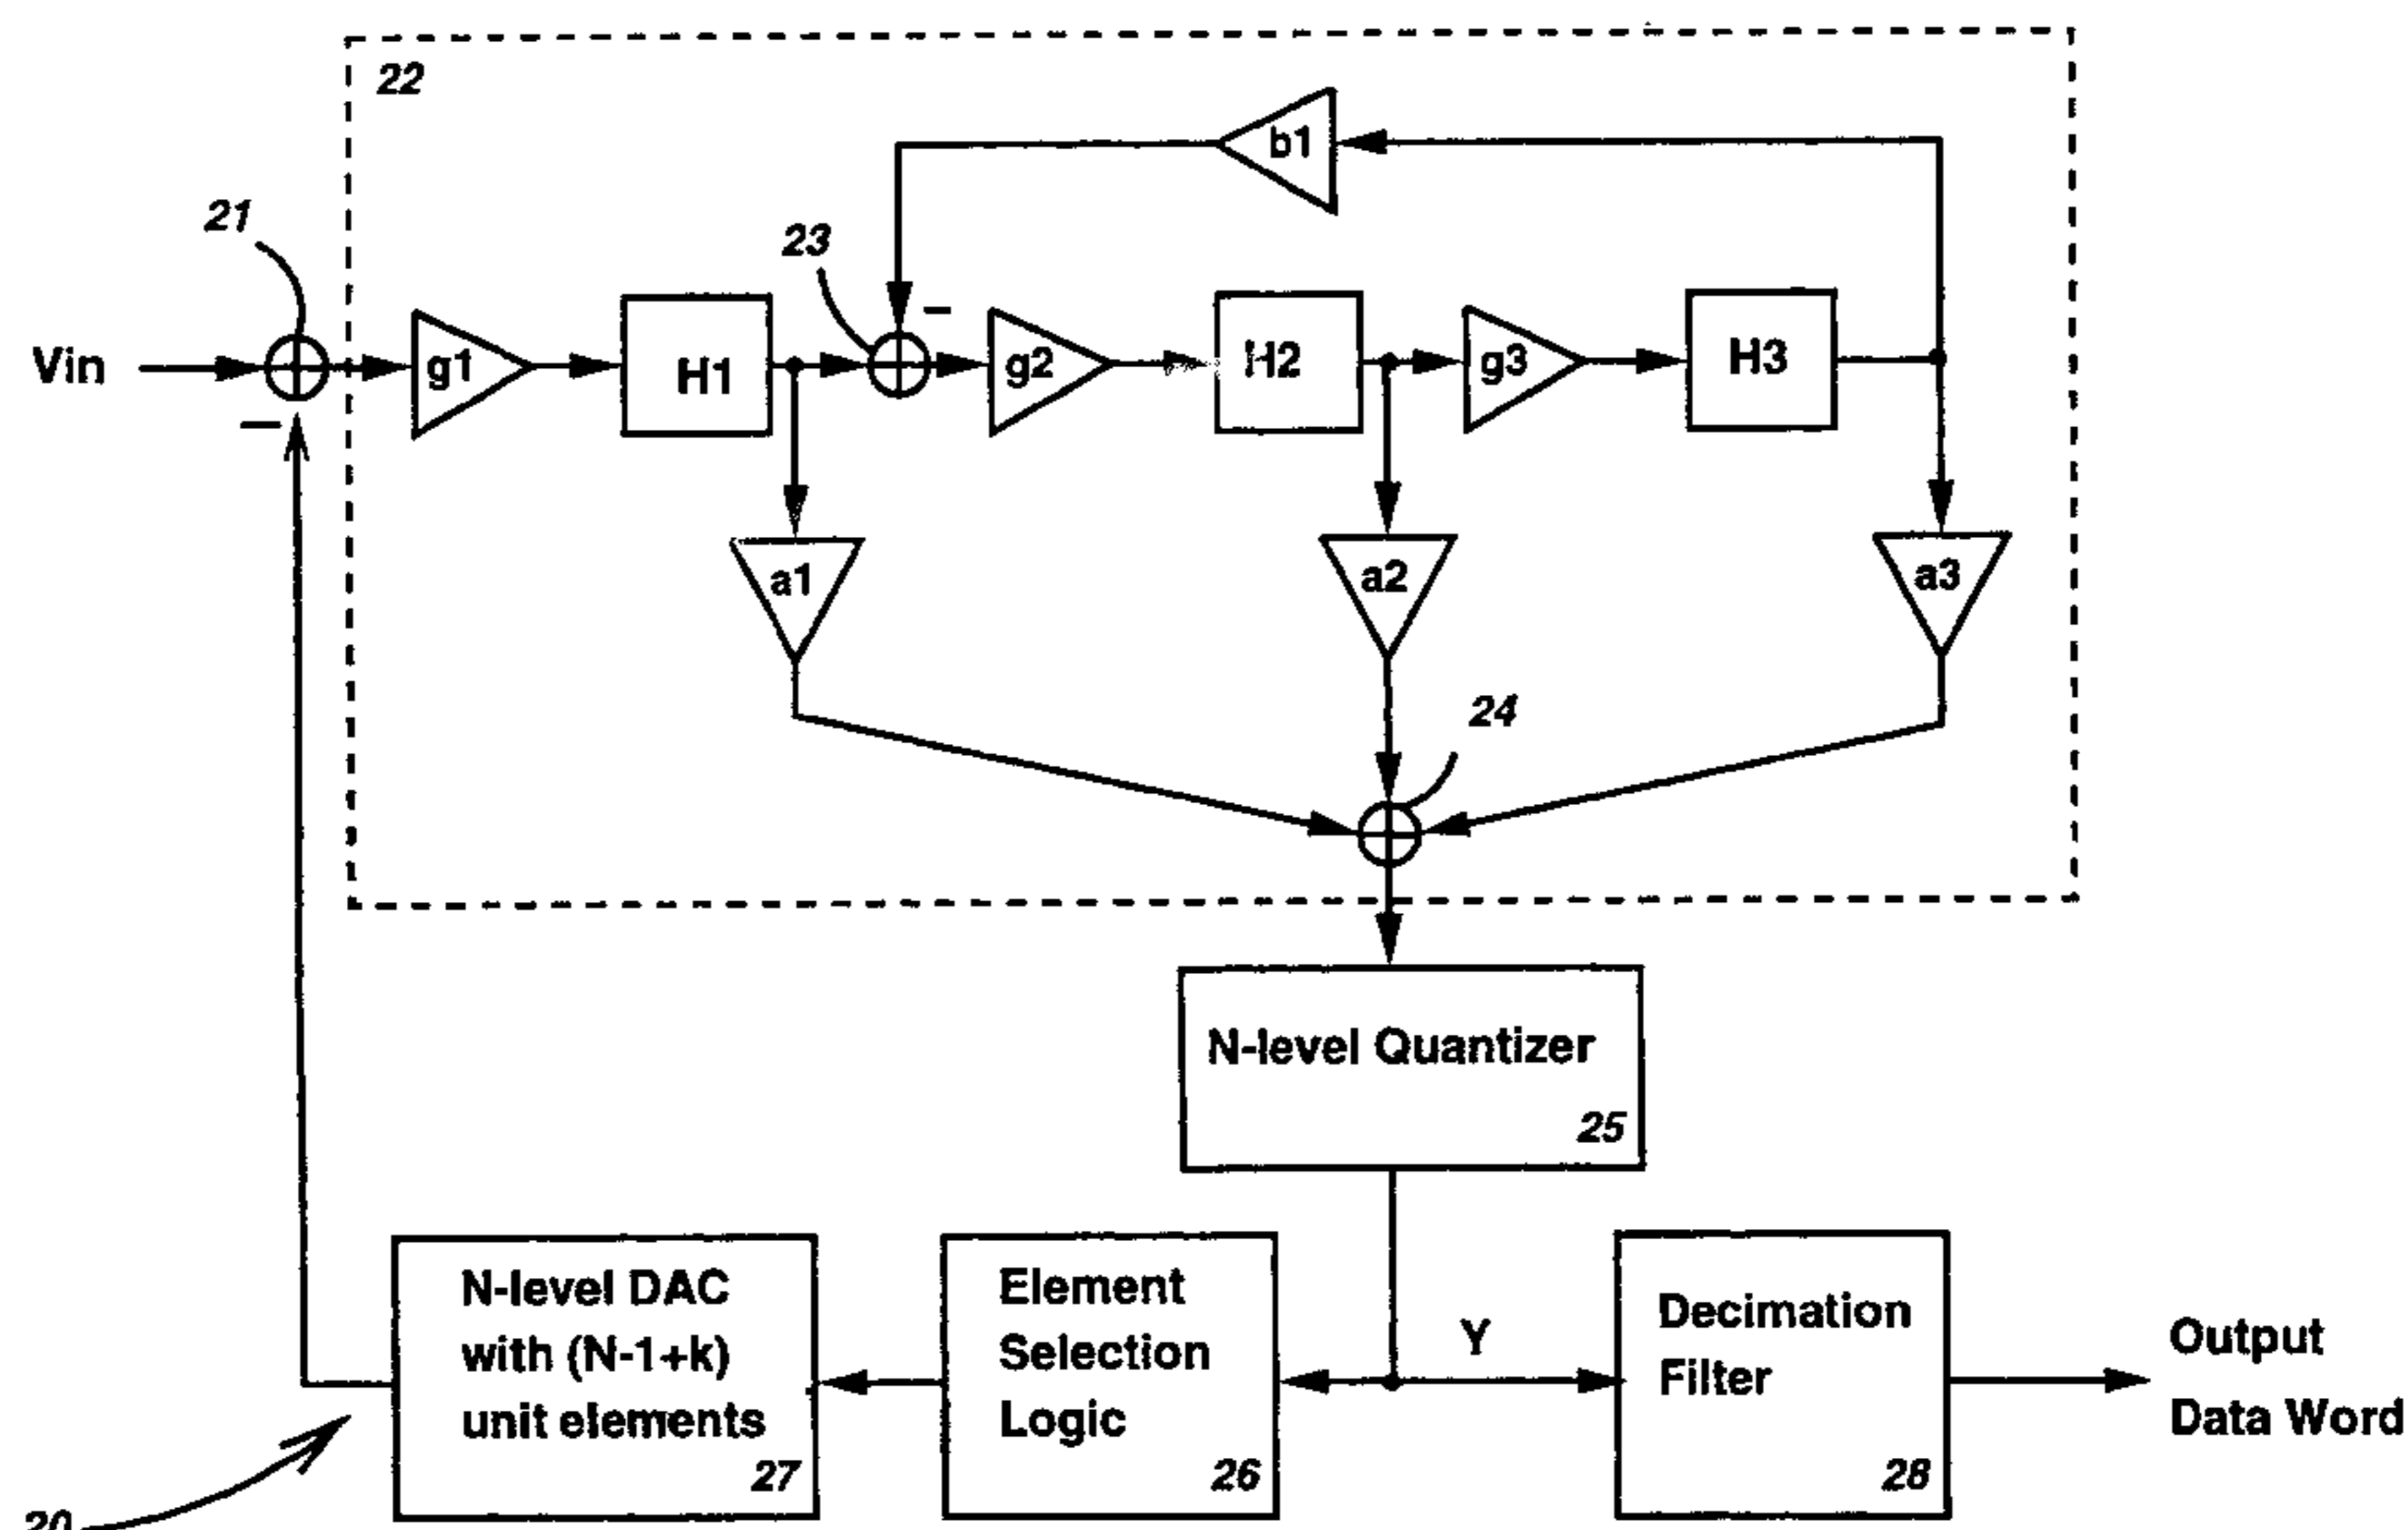 22
b1
21
23
Vin
g1
H1
g2
H2
g3
H3
a1
a2
a3
24
N-level Quantizer
25
N-level DAC
with (N-1+k)
unit elements
27
Element
Selection
Logic
26
Y
Decimation
Filter
28
Output
Data Word
20